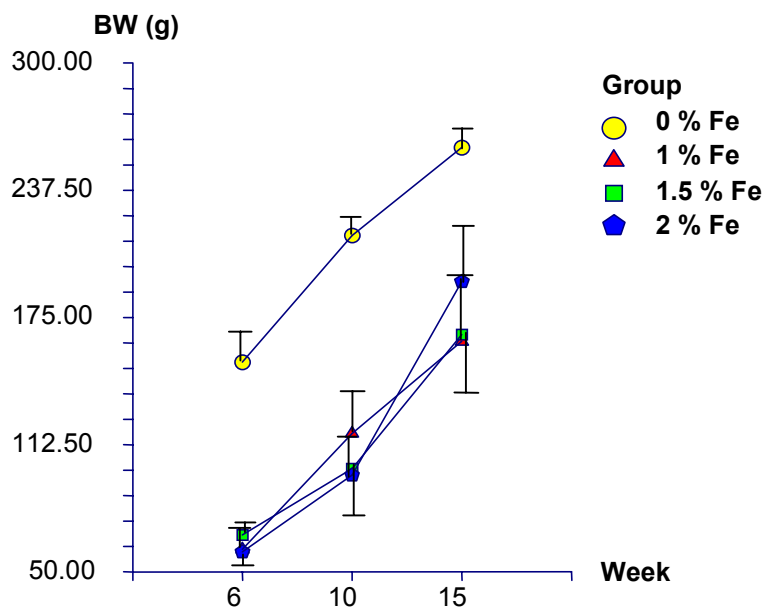 BW (g)
300.00
237.50
175.00
112.50
50.00
6 10 15
Week
Group
0 % Fe
1 % Fe
1.5 % Fe
2 % Fe